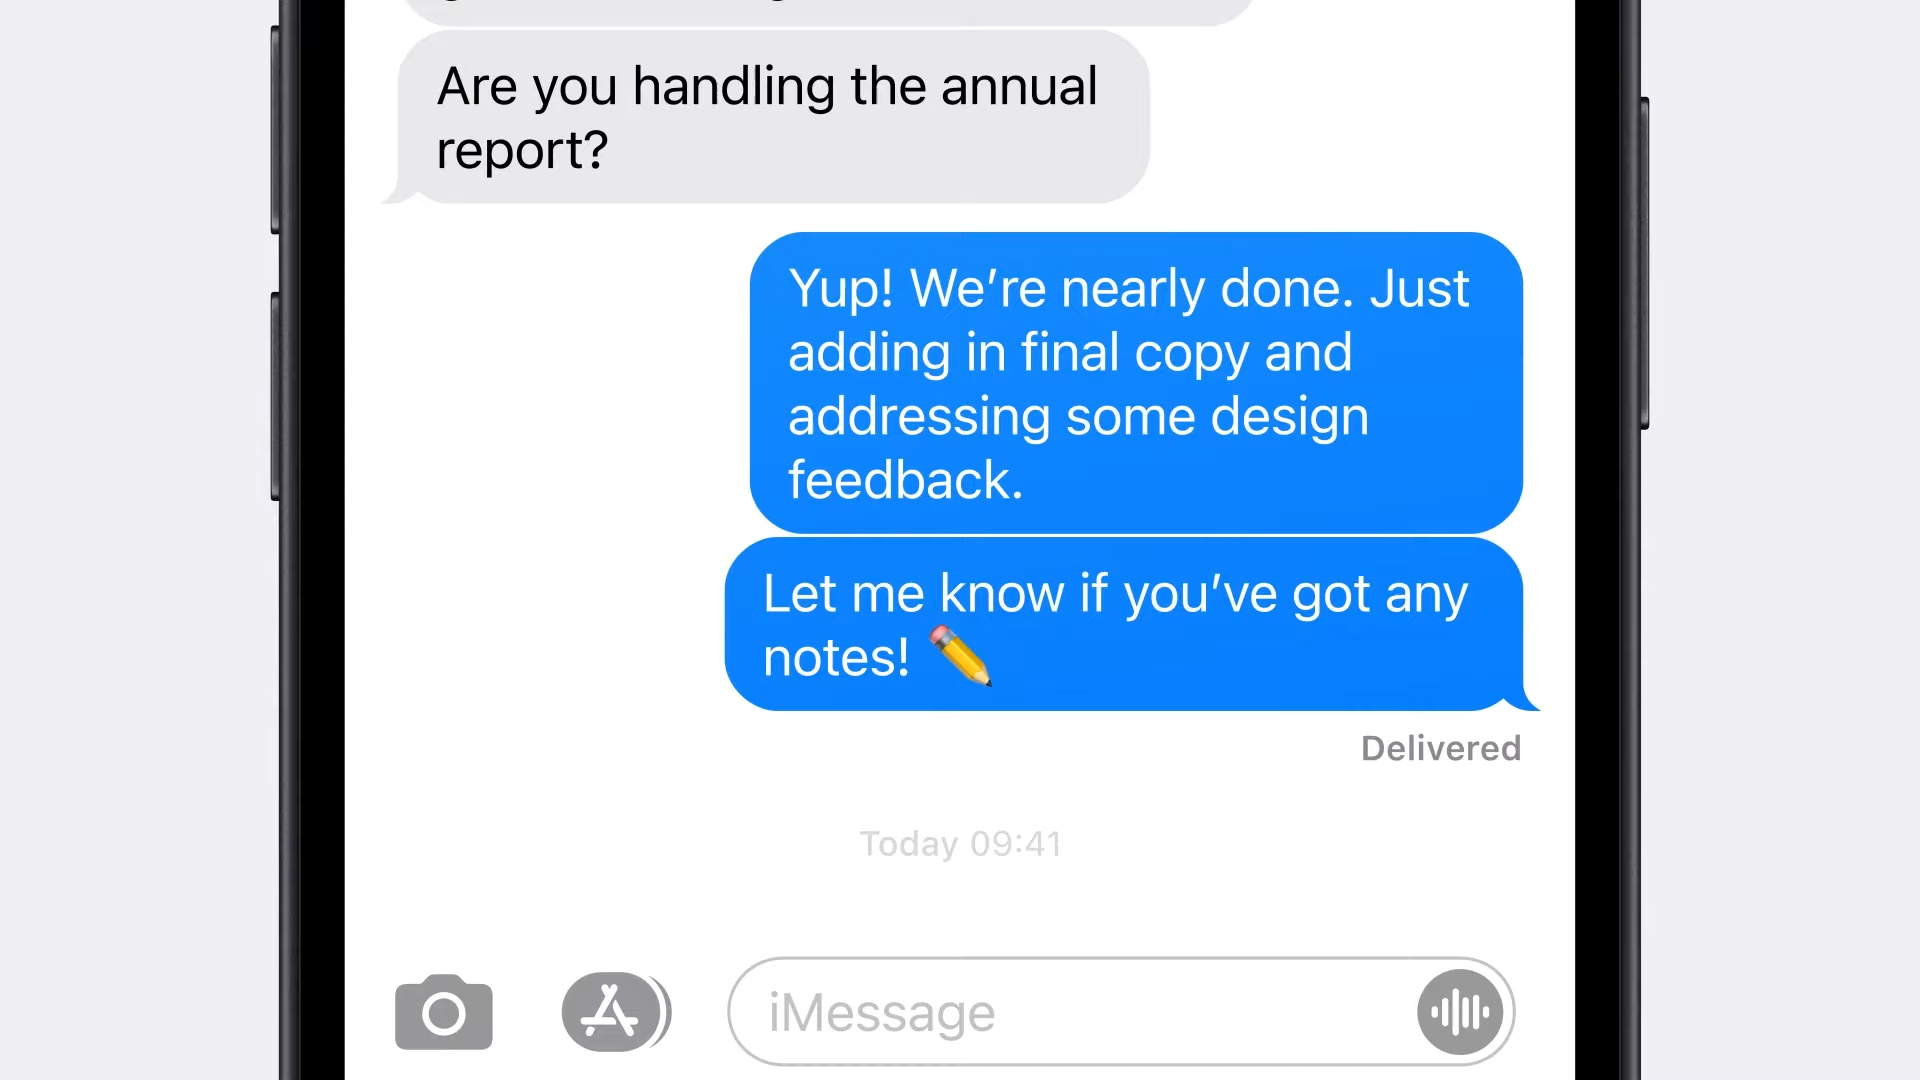 Are you handling the annual
report?
Yup! We’re nearly done. Just
adding in final copy and
addressing some design
feedback.
Let me know if you’ve got any
notes! ✏️
Delivered
Today 09:41
iMessage